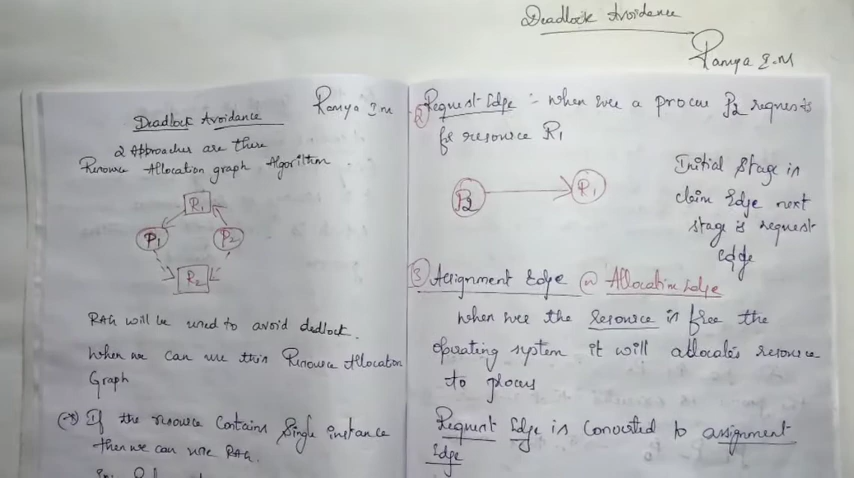 Deadlock Avoidance
Ramya I.M
Deadlock Avoidance
Ramya I.M
2 Approaches are there
Resource Allocation graph Algorithm
R1
P1
P2
R2
RAG will be used to avoid dedlock.
When we can use this Resource Allocation
Graph
If the resource Contains Single instance
then we can use RAG.
② Request-Edge :- When ever a proces P2 requests
for resource R1
P2
R1
Initial Stage is
claim Edge next
stage is request
edge
③ Assignment Edge (or) Allocation Edge
When ever the resource is free the
operating system it will allocates resource
to proces
Request Edge is Converted to assignment
Edge